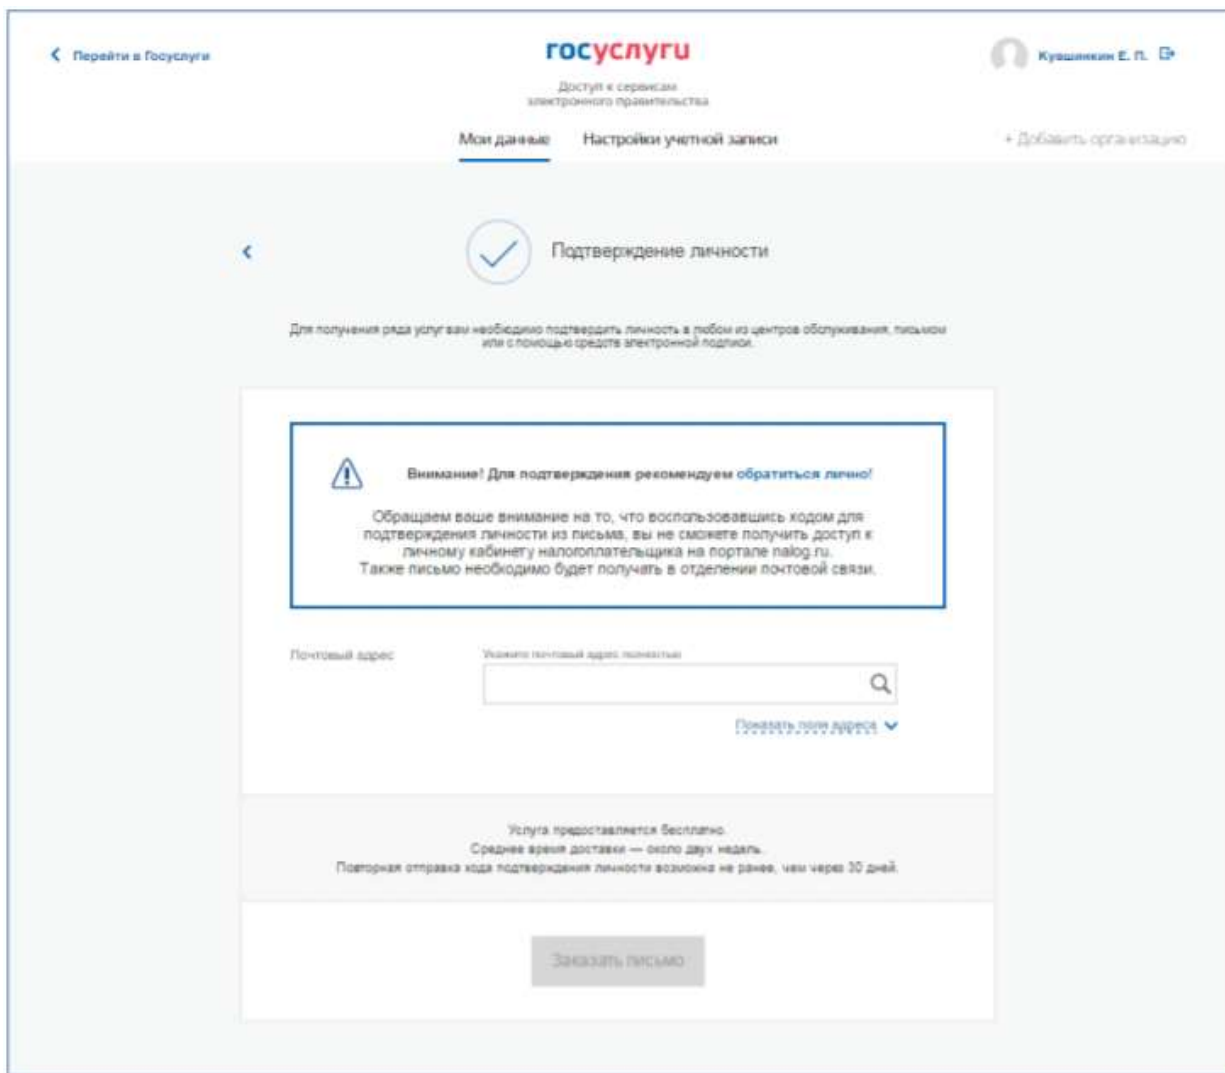 Перейти в Госуслуги
госуслуги
Кувшинкин Е. П.
Доступ к сервисам
электронного правительства
Мои данные
Настройки учетной записи
+ Добавить организацию
Подтверждение личности
Для получения ряда услуг вам необходимо подтвердить личность в любом из центров обслуживания, письмом
или с помощью средств электронной подписи.
Внимание! Для подтверждения рекомендуем обратиться лично!
Обращаем ваше внимание на то, что воспользовавшись кодом для
подтверждения личности из письма, вы не сможете получить доступ к
личному кабинету налогоплательщика на портале nalog.ru.
Также письмо необходимо будет получать в отделении почтовой связи.
Почтовый адрес
Укажите почтовый адрес полностью
Показать поля адреса
Услуга предоставляется бесплатно.
Среднее время доставки — около двух недель.
Повторная отправка кода подтверждения личности возможна не ранее, чем через 30 дней.
Заказать письмо